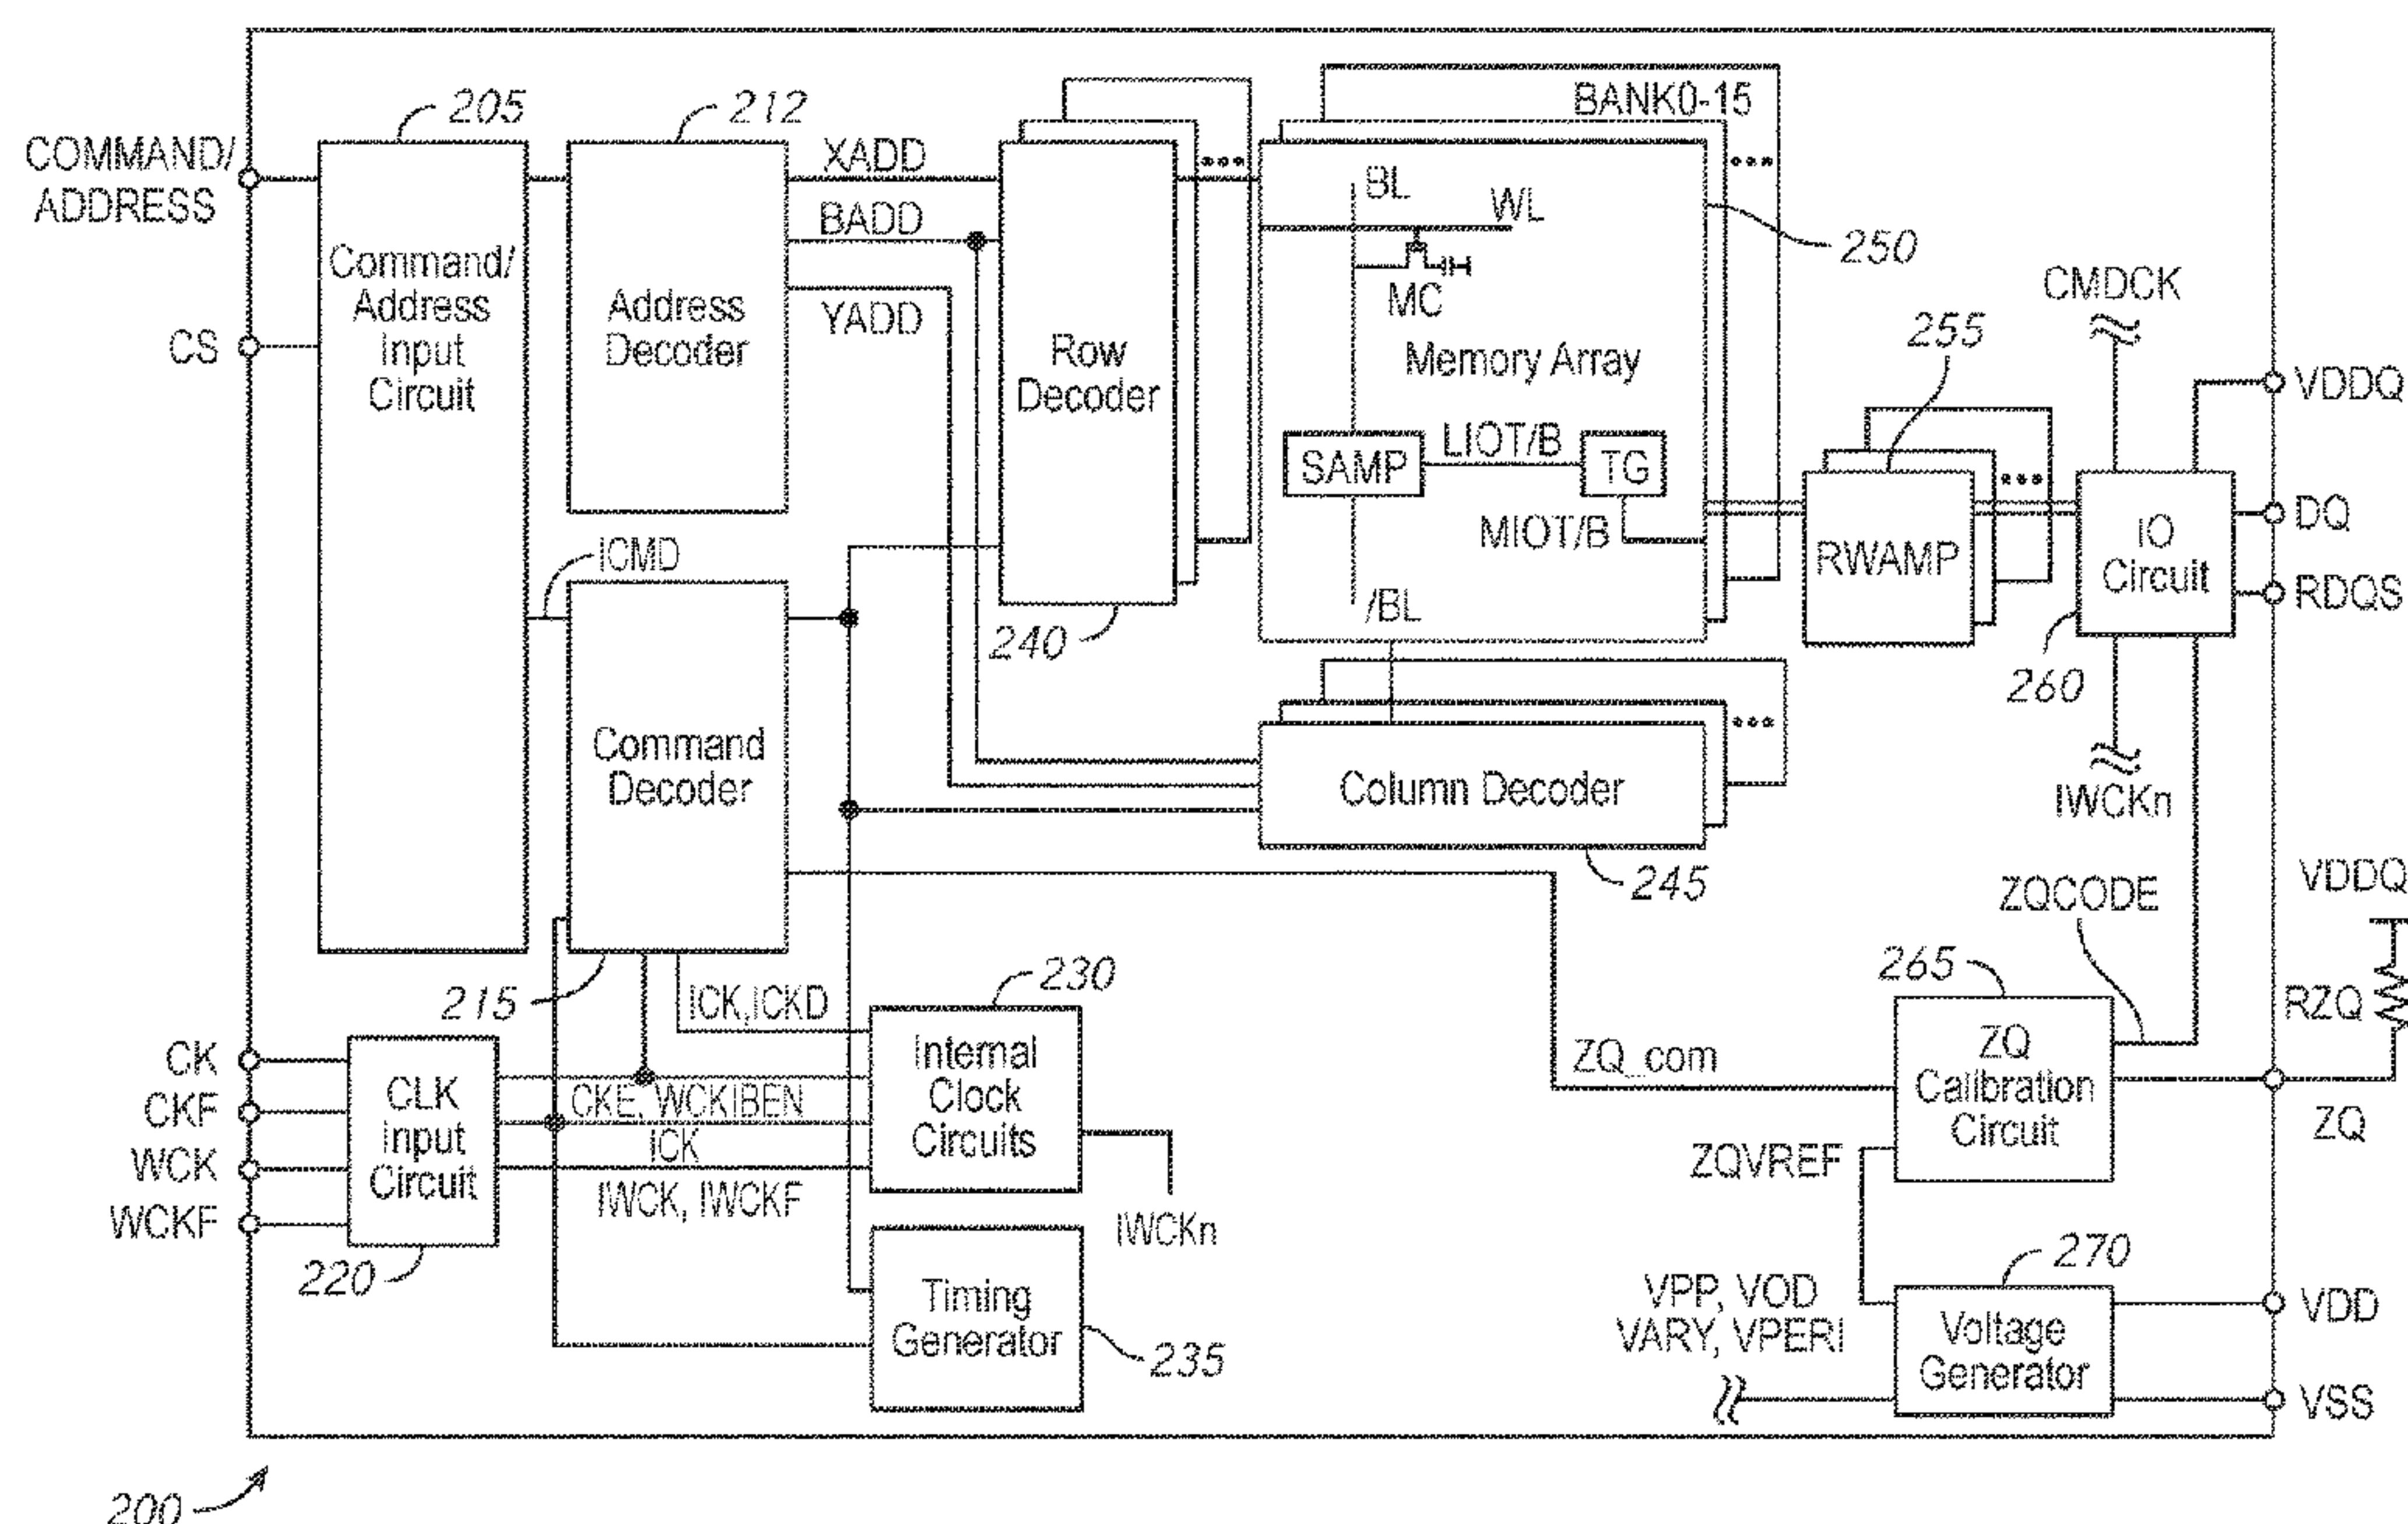 COMMAND/
ADDRESS
CS
205
Command/
Address
Input
Circuit
212
Address
Decoder
XADD
BADD
YADD
Row
Decoder
240
BANK0-15
BL
WL
MC
250
Memory Array
SAMP
LIOT/B
TG
MIOT/B
/BL
255
RWAMP
CMDCK
VDDQ
DQ
RDQS
IO
Circuit
260
IWCKn
ICMD
Command
Decoder
215
Column Decoder
245
ZQCODE
VDDQ
RZQ
265
ZQ
Calibration
Circuit
ZQ_com
ZQ
ZQVREF
ICK,ICKD
230
Internal
Clock
Circuits
CK
CKF
WCK
WCKF
CLK
Input
Circuit
220
CKE, WCKIBEN
ICK
IWCK, IWCKF
IWCKn
Timing
Generator
235
VPP, VOD
VARY, VPERI
270
Voltage
Generator
VDD
VSS
200